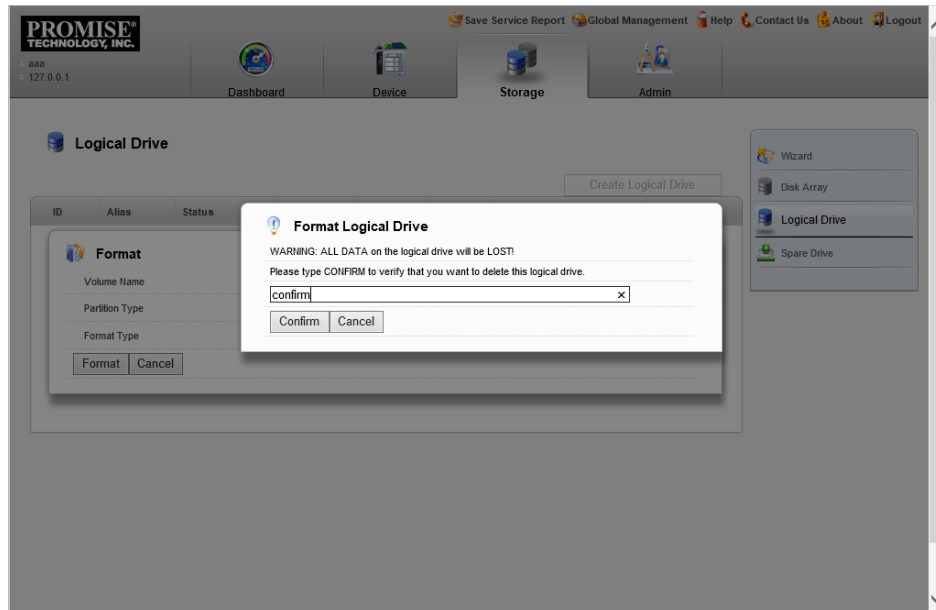 PROMISE®
TECHNOLOGY, INC.
Save Service Report Global Management Help Contact Us About Logout
aaa
127.0.0.1
Dashboard Device Storage Admin
Logical Drive
Create Logical Drive
ID Alias Status
Format
Volume Name
Partition Type
Format Type
Format Cancel
Format Logical Drive
WARNING: ALL DATA on the logical drive will be LOST!
Please type CONFIRM to verify that you want to delete this logical drive.
confirm
Confirm Cancel
Wizard
Disk Array
Logical Drive
Spare Drive